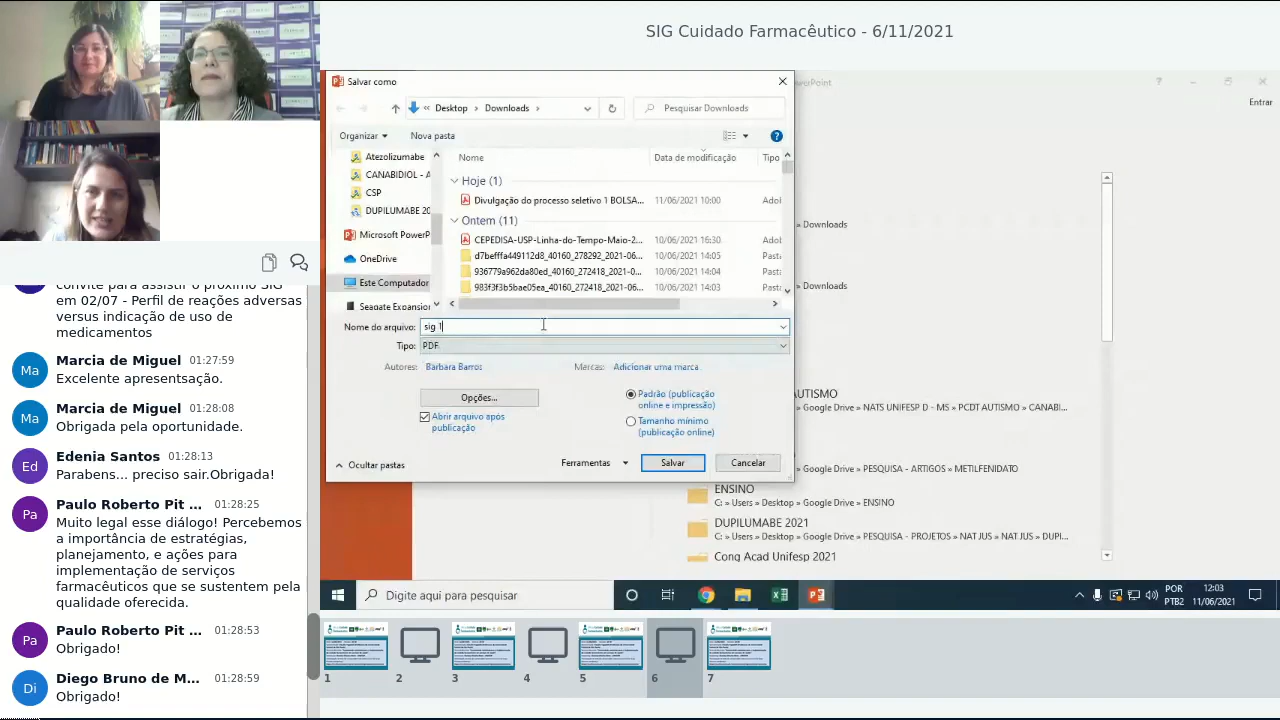 SIG Cuidado Farmacêutico - 6/11/2021
convite para assistir o próximo SIG
em 02/07 - Perfil de reações adversas
versus indicação de uso de
medicamentos
Ma
Marcia de Miguel 01:27:59
Excelente apresentsação.
Ma
Marcia de Miguel 01:28:08
Obrigada pela oportunidade.
Ed
Edenia Santos 01:28:13
Parabens... preciso sair.Obrigada!
Pa
Paulo Roberto Pit ... 01:28:25
Muito legal esse diálogo! Percebemos
a importância de estratégias,
planejamento, e ações para
implementação de serviços
farmacêuticos que se sustentem pela
qualidade oferecida.
Pa
Paulo Roberto Pit ... 01:28:53
Obrigado!
Di
Diego Bruno de M... 01:28:59
Obrigado!
Salvar como
« Desktop › Downloads ›
Pesquisar Downloads
Organizar
Nova pasta
Atezolizumabe
CANABIDIOL - A
CSP
DUPILUMABE 20
Microsoft PowerP
OneDrive
Este Computador
Seagate Expansion
Nome
Data de modificação
Tipo
Hoje (1)
Divulgação do processo seletivo 1 BOLSA... 11/06/2021 10:00 Adol
Ontem (11)
CEPEDISA-USP-Linha-do-Tempo-Maio-2... 10/06/2021 16:30 Adol
d7befffa449112d8_40160_278292_2021-06... 10/06/2021 14:05 Past
936779a962da80ed_40160_272418_2021-0... 10/06/2021 14:04 Past
983f3f3b5bae05ea_40160_272418_2021-06... 10/06/2021 14:03 Past
Nome do arquivo: sig 1
Tipo: PDF
Autores: Bárbara Barros
Marcas: Adicionar uma marca
Opções...
Abrir arquivo após
publicação
Padrão (publicação
online e impressão)
Tamanho mínimo
(publicação online)
Ocultar pastas
Ferramentas
Salvar
Cancelar
werPoint
?
Entrar
» Downloads
» Downloads
AUTISMO
» Google Drive » NATS UNIFESP D - MS » PCDT AUTISMO » CANABI...
» Google Drive » PESQUISA - ARTIGOS » METILFENIDATO
ENSINO
C: » Users » Desktop » Google Drive » ENSINO
DUPILUMABE 2021
C: » Users » Desktop » Google Drive » PESQUISA - PROJETOS » NAT JUS » NAT JUS » DUPI...
Cong Acad Unifesp 2021
Digite aqui para pesquisar
POR
PTB2
12:03
11/06/2021
1
2
3
4
5
6
7